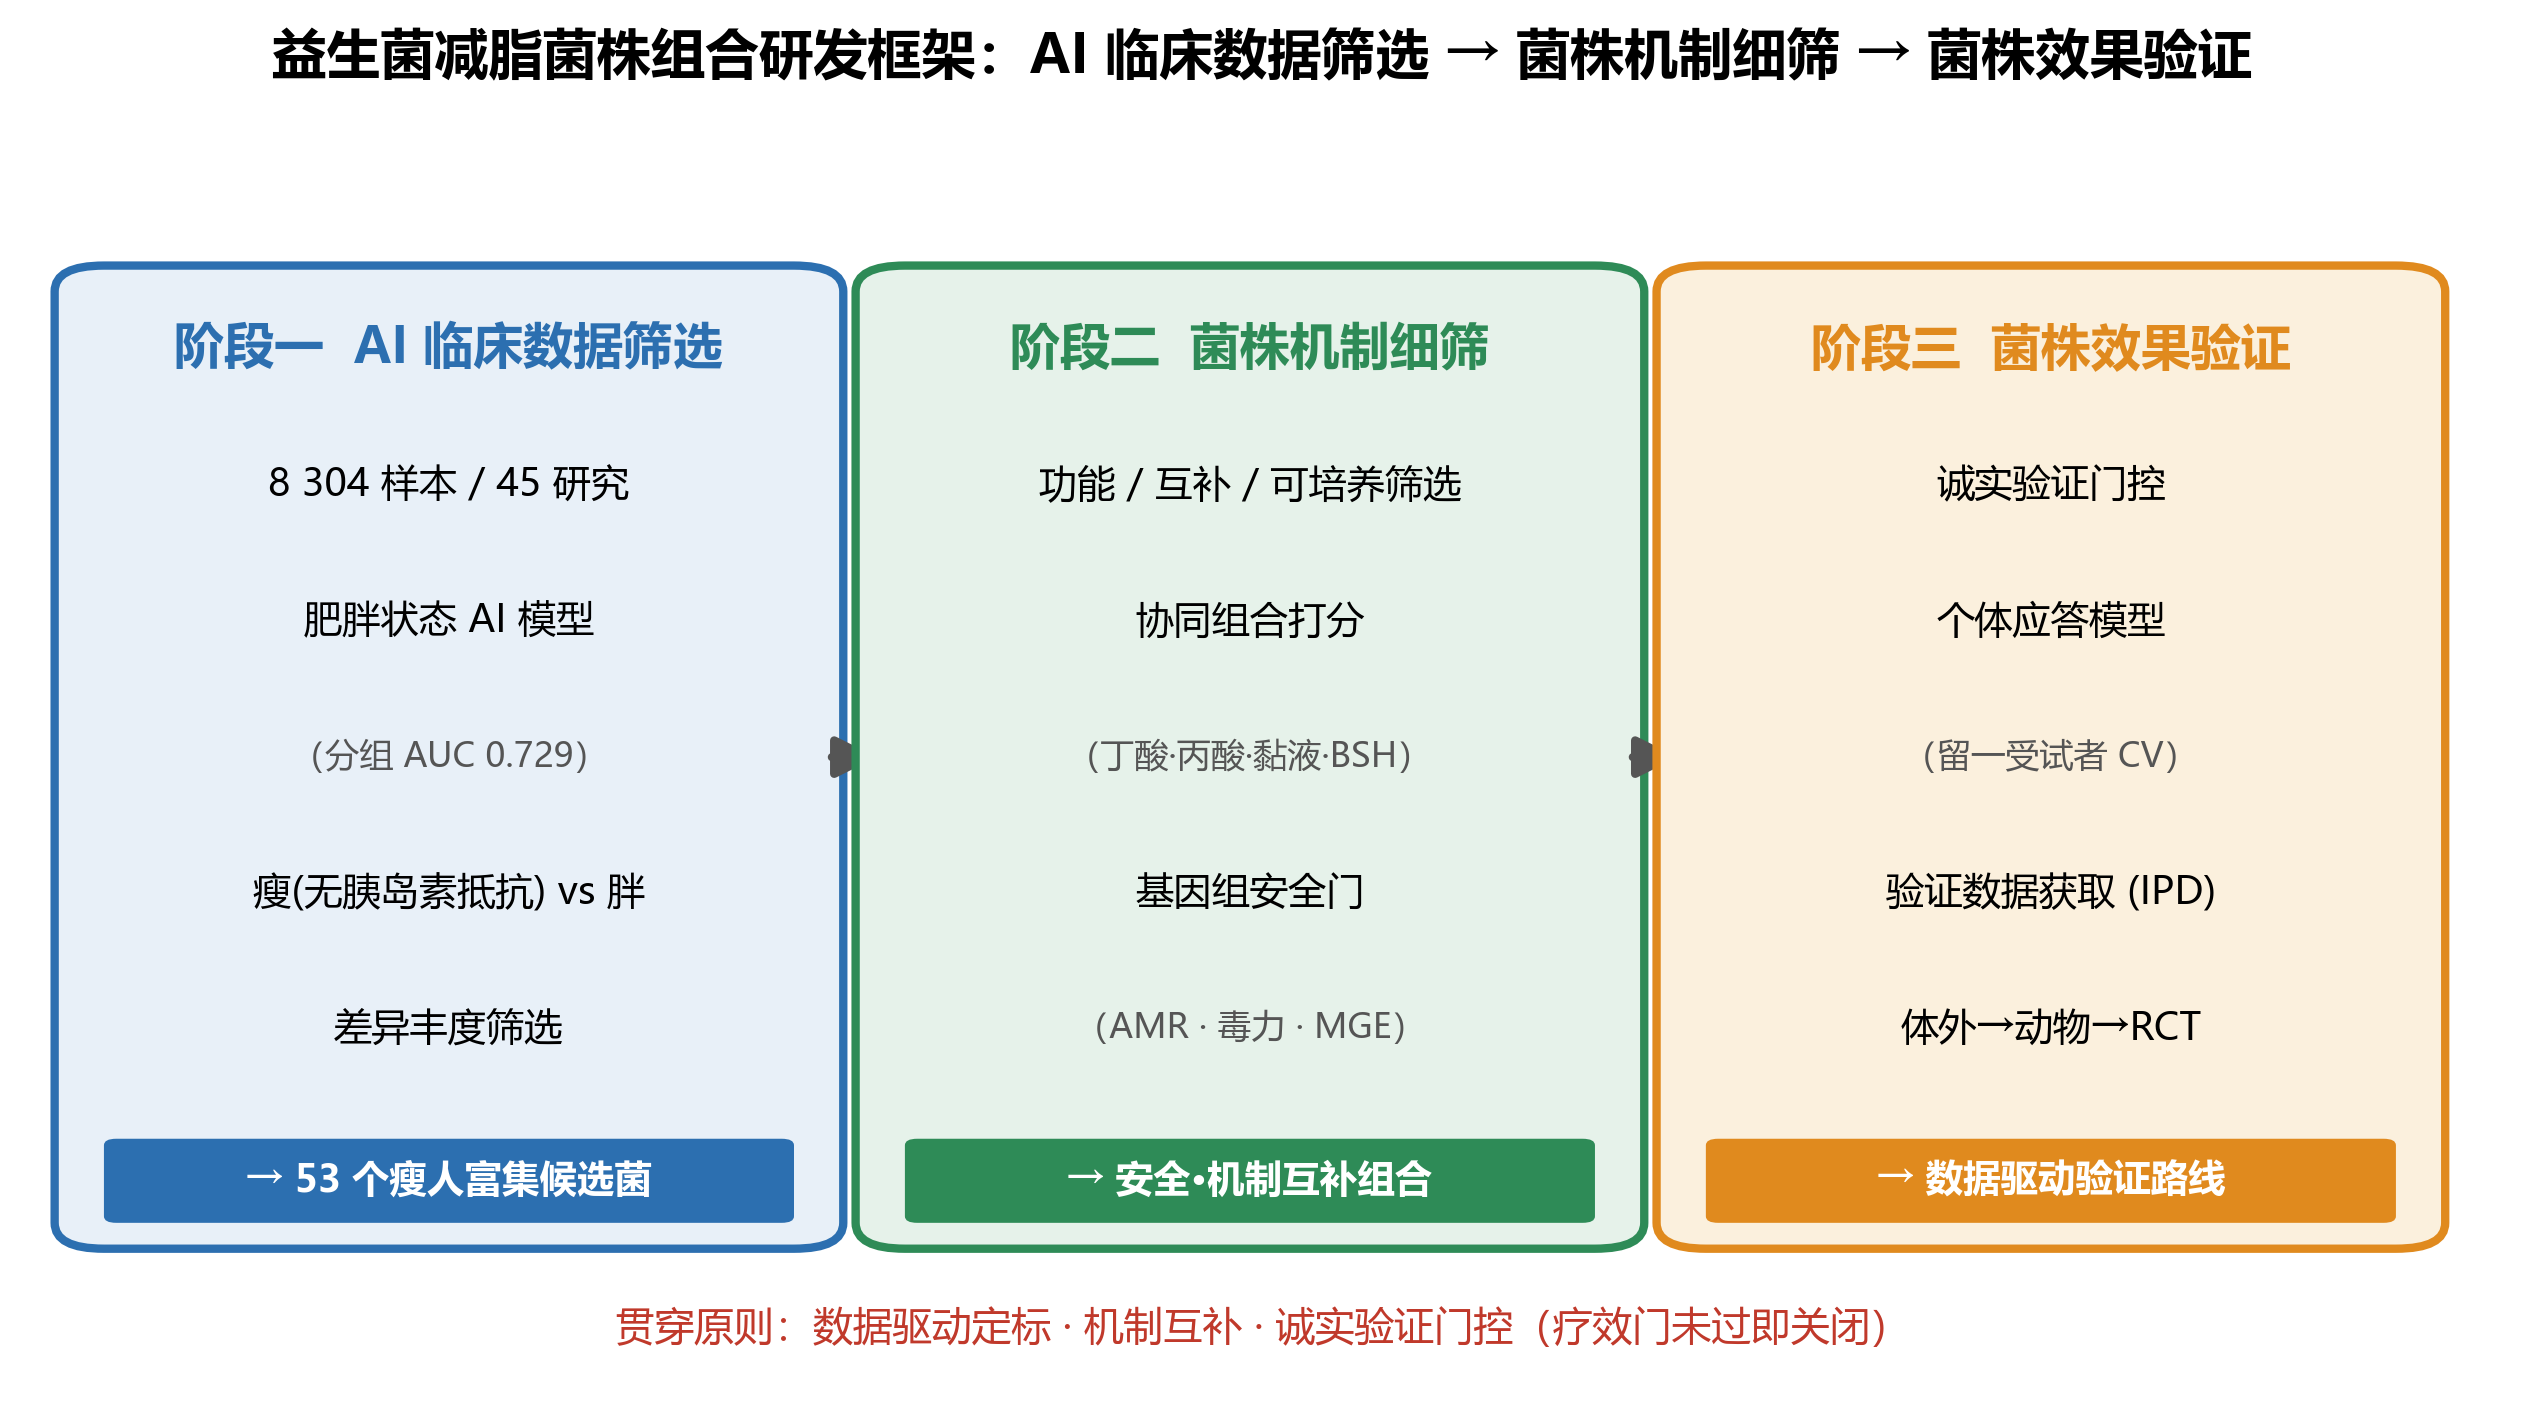 益生菌减脂菌株组合研发框架：AI 临床数据筛选 → 菌株机制细筛 → 菌株效果验证
阶段一 AI 临床数据筛选
8 304 样本 / 45 研究
肥胖状态 AI 模型
（分组 AUC 0.729）
瘦(无胰岛素抵抗) vs 胖
差异丰度筛选
→ 53 个瘦人富集候选菌
阶段二 菌株机制细筛
功能 / 互补 / 可培养筛选
协同组合打分
（丁酸·丙酸·黏液·BSH）
基因组安全门
（AMR · 毒力 · MGE）
→ 安全·机制互补组合
阶段三 菌株效果验证
诚实验证门控
个体应答模型
（留一受试者 CV）
验证数据获取 (IPD)
体外→动物→RCT
→ 数据驱动验证路线
贯穿原则：数据驱动定标 · 机制互补 · 诚实验证门控（疗效门未过即关闭）